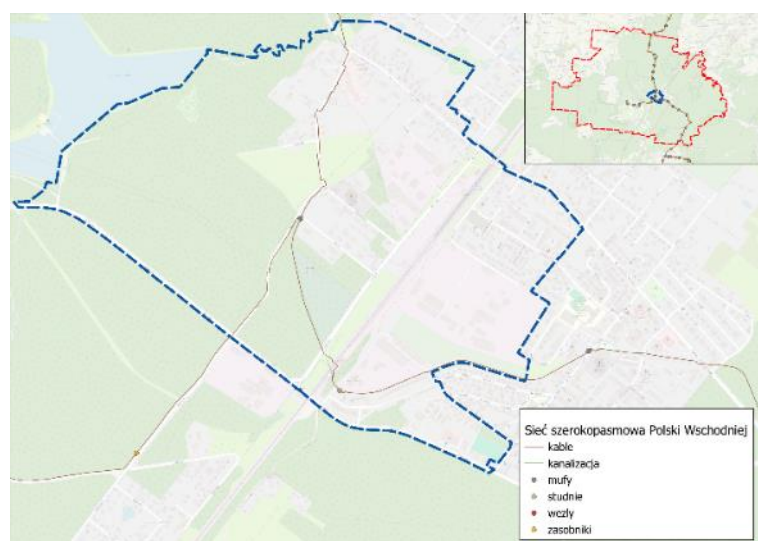 Sieć szerokopasmowa Polski Wschodniej
kable
kanalizacja
mufy
studnie
węzły
zasobniki